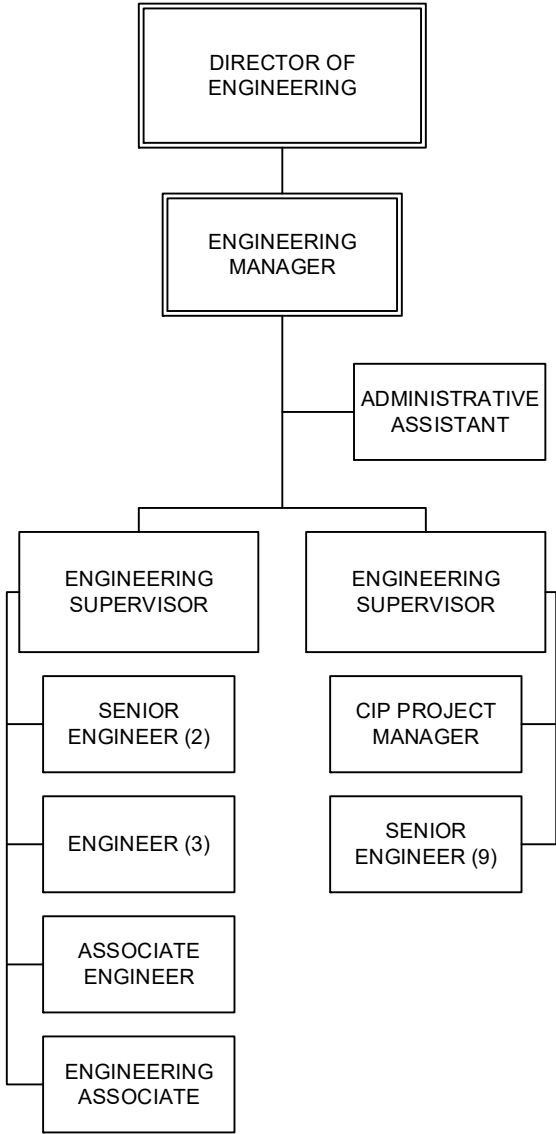 DIRECTOR OF
ENGINEERING
ENGINEERING
MANAGER
ADMINISTRATIVE
ASSISTANT
ENGINEERING
SUPERVISOR
SENIOR
ENGINEER (2)
ENGINEER (3)
ASSOCIATE
ENGINEER
ENGINEERING
ASSOCIATE
ENGINEERING
SUPERVISOR
CIP PROJECT
MANAGER
SENIOR
ENGINEER (9)